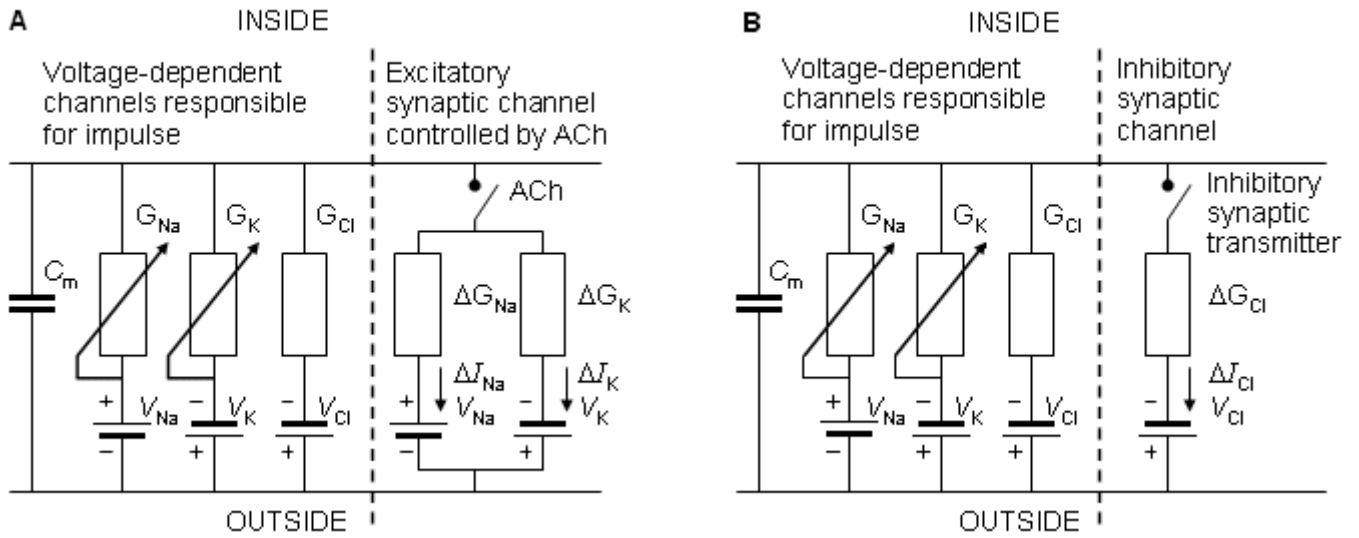 A
INSIDE
Voltage-dependent
channels responsible
for impulse
Excitatory
synaptic channel
controlled by ACh
ACh
G_Na
G_K
G_Cl
C_m
ΔG_Na
ΔG_K
ΔI_Na
ΔI_K
+
V_Na
−
−
V_K
+
−
V_Cl
+
+
V_Na
−
−
V_K
+
OUTSIDE
B
INSIDE
Voltage-dependent
channels responsible
for impulse
Inhibitory
synaptic
channel
Inhibitory
synaptic
transmitter
G_Na
G_K
G_Cl
C_m
ΔG_Cl
ΔI_Cl
+
V_Na
−
−
V_K
+
−
V_Cl
+
−
V_Cl
+
OUTSIDE